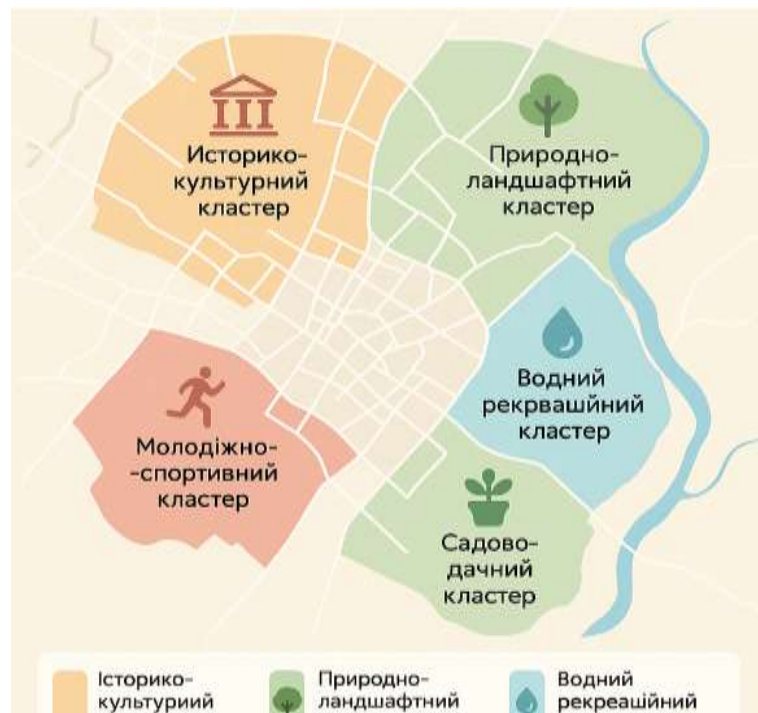 Историко-
культурний
кластер
Природно-
ландшафтний
кластер
Водний
рекрвашйний
кластер
Молодіжно-
-спортивний
кластер
Садово-
дачний
кластер
Історико-
культуриий
Природно-
ландшафтний
Водний
рекреашйний